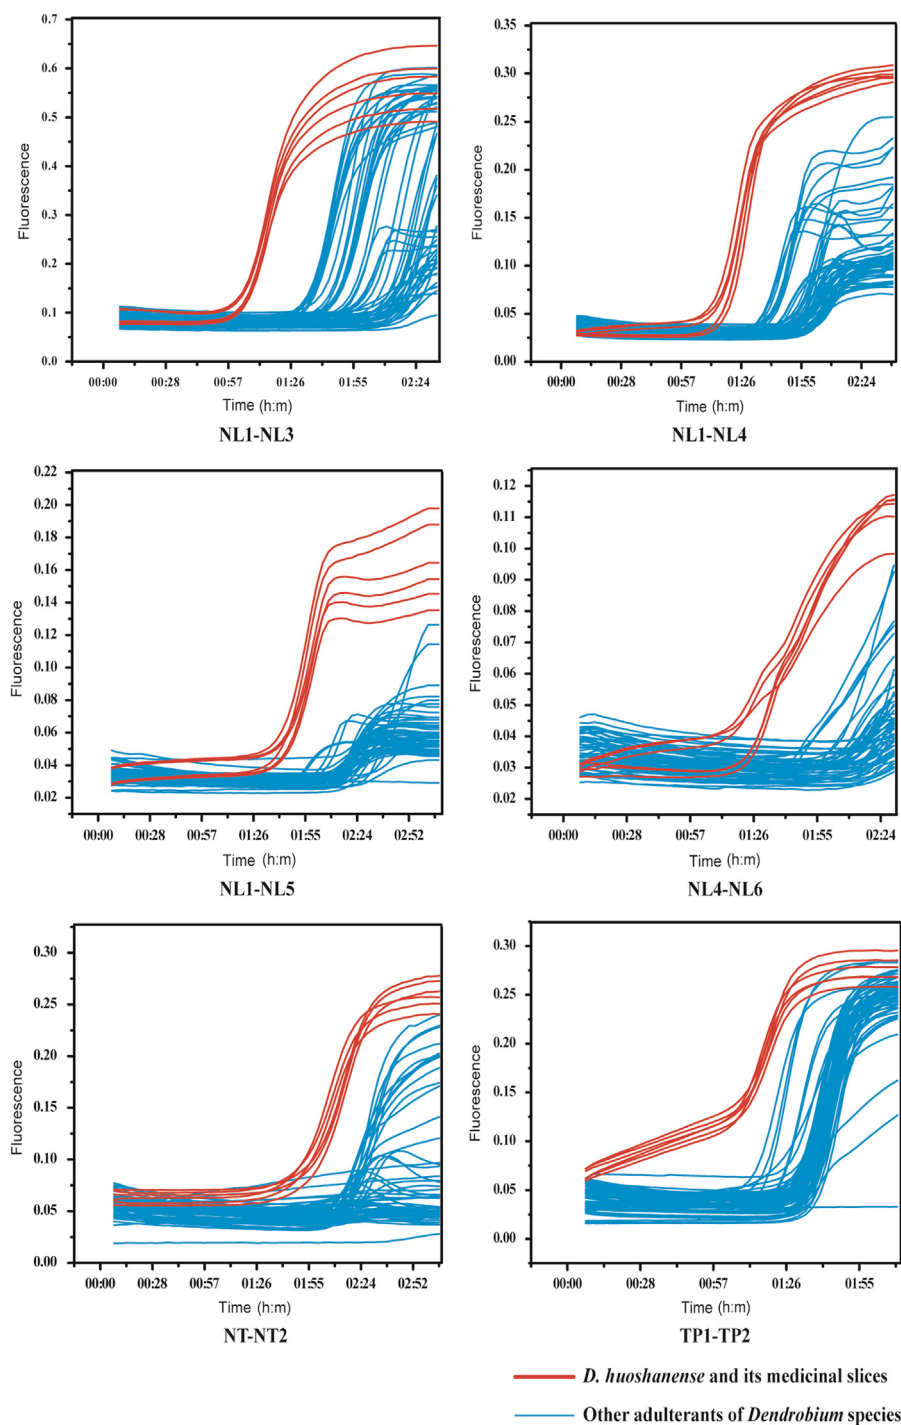 0.7
0.6
0.5
0.4
0.3
0.2
0.1
0.0
Fluorescence
00:00 00:28 00:57 01:26 01:55 02:24
Time (h:m)
NL1-NL3
0.35
0.30
0.25
0.20
0.15
0.10
0.05
0.00
Fluorescence
00:00 00:28 00:57 01:26 01:55 02:24
Time (h:m)
NL1-NL4
0.22
0.20
0.18
0.16
0.14
0.12
0.10
0.08
0.06
0.04
0.02
Fluorescence
00:00 00:28 00:57 01:26 01:55 02:24 02:52
Time (h:m)
NL1-NL5
0.12
0.11
0.10
0.09
0.08
0.07
0.06
0.05
0.04
0.03
0.02
Fluorescence
00:00 00:28 00:57 01:26 01:55 02:24
Time (h:m)
NL4-NL6
0.30
0.25
0.20
0.15
0.10
0.05
0.00
Fluorescence
00:00 00:28 00:57 01:26 01:55 02:24 02:52
Time (h:m)
NT-NT2
0.30
0.25
0.20
0.15
0.10
0.05
0.00
Fluorescence
00:00 00:28 00:57 01:26 01:55
Time (h:m)
TP1-TP2
D. huoshanense and its medicinal slices
Other adulterants of Dendrobium species